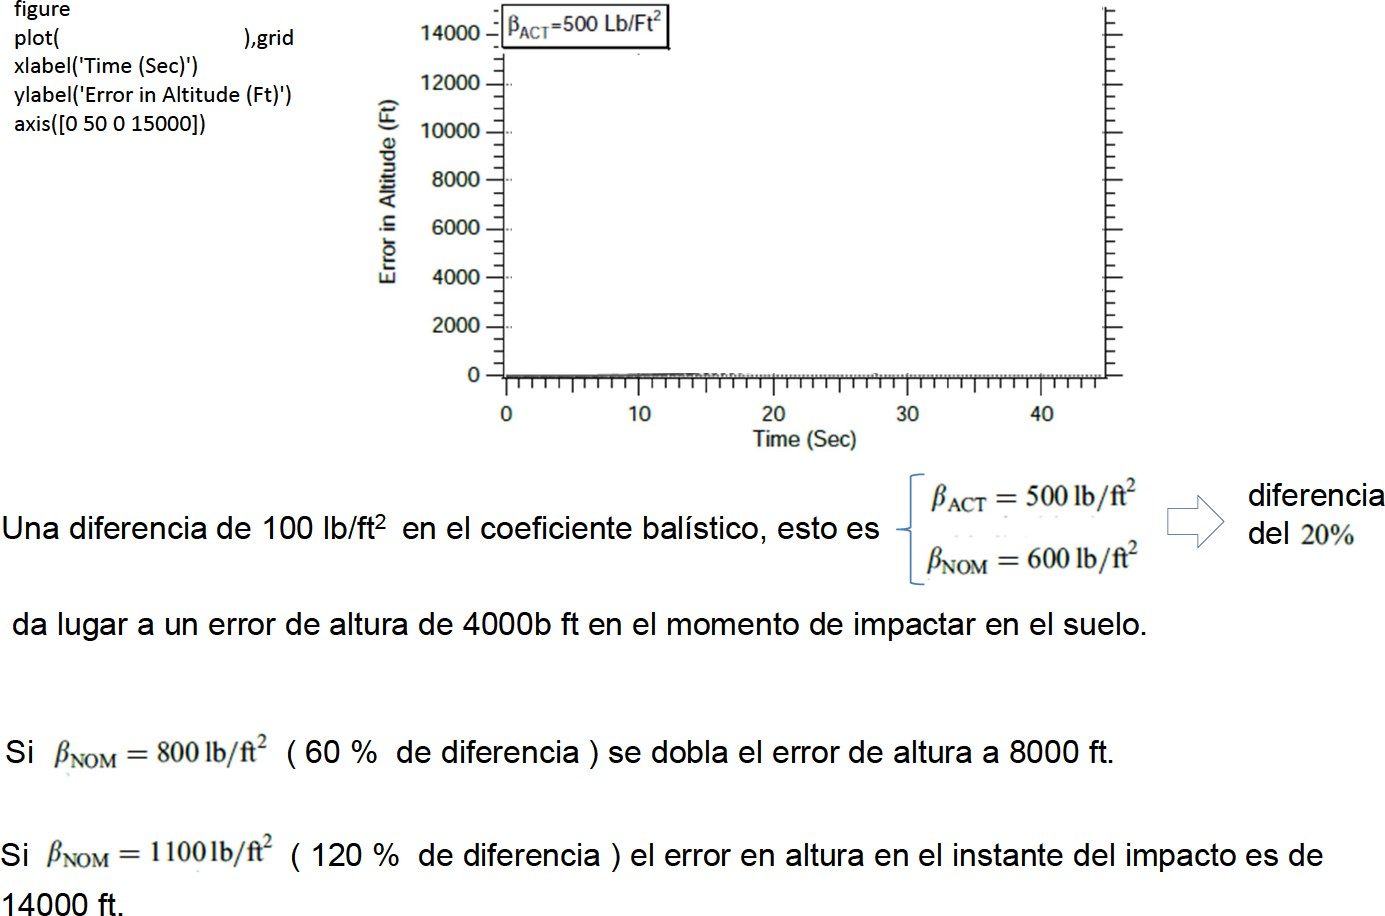 figure
plot( ),grid
xlabel('Time (Sec)')
ylabel('Error in Altitude (Ft)')
axis([0 50 0 15000])
βACT=500 Lb/Ft²
14000
12000
10000
8000
6000
4000
2000
0
Error in Altitude (Ft)
0 10 20 30 40
Time (Sec)
Una diferencia de 100 lb/ft² en el coeficiente balístico, esto es
βACT = 500 lb/ft²
βNOM = 600 lb/ft²
diferencia
del 20%
da lugar a un error de altura de 4000b ft en el momento de impactar en el suelo.
Si βNOM = 800 lb/ft² ( 60 % de diferencia ) se dobla el error de altura a 8000 ft.
Si βNOM = 1100 lb/ft² ( 120 % de diferencia ) el error en altura en el instante del impacto es de
14000 ft.